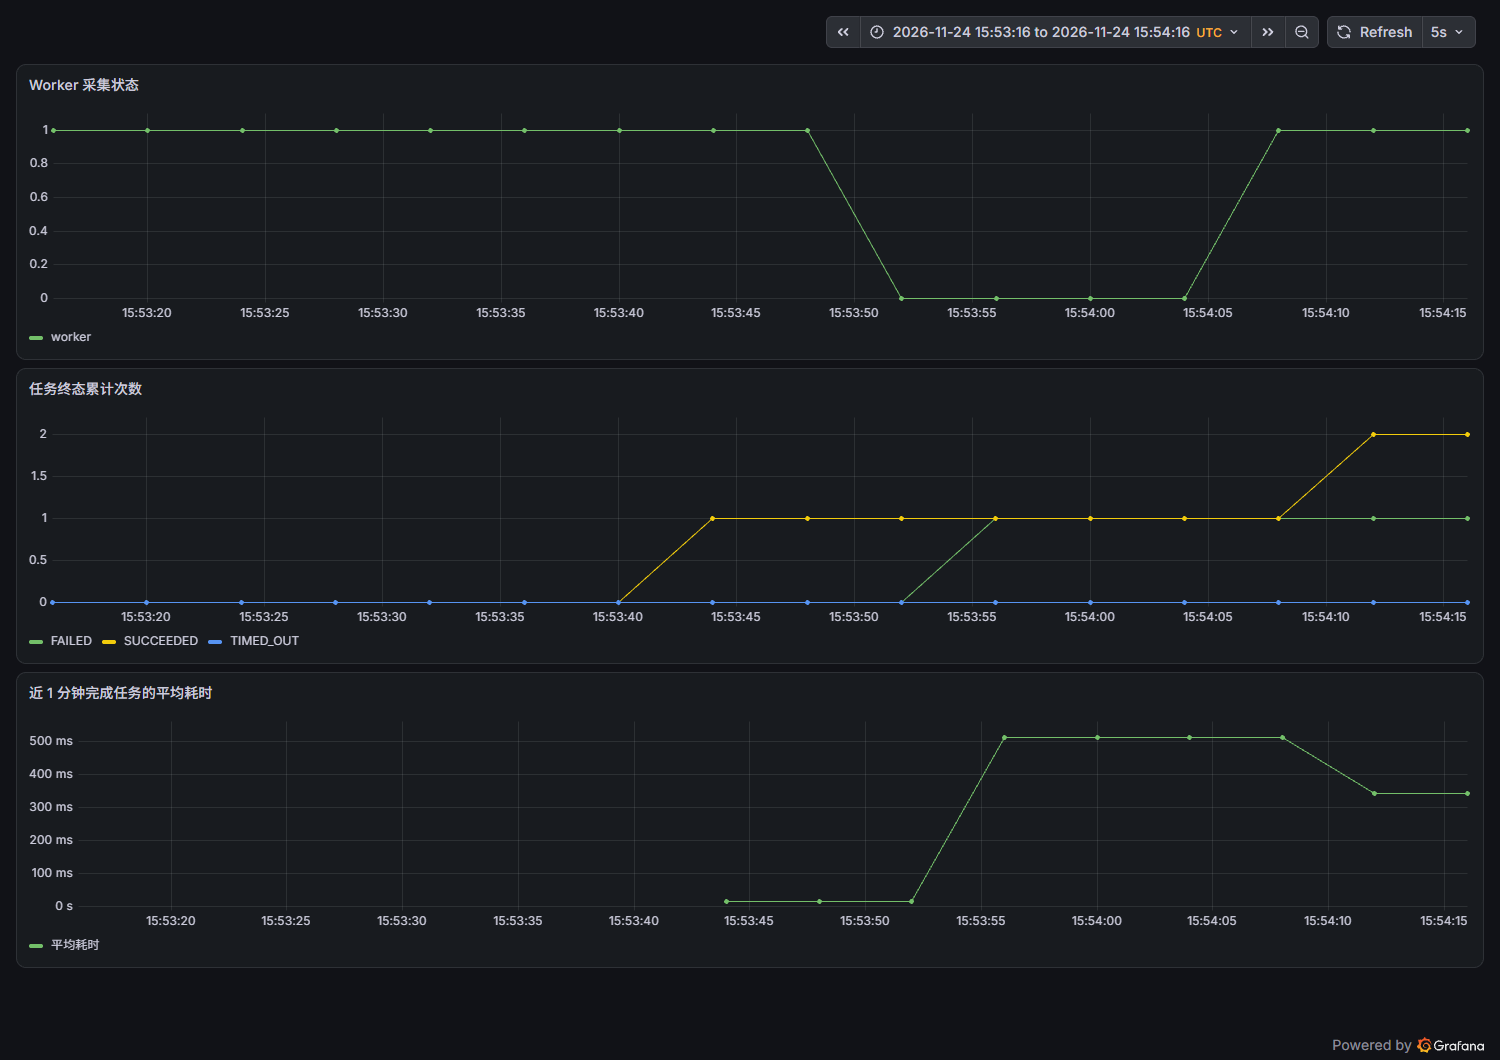 2026-11-24 15:53:16 to 2026-11-24 15:54:16 UTC
Refresh
5s
Worker 采集状态
1
0.8
0.6
0.4
0.2
0
15:53:20 15:53:25 15:53:30 15:53:35 15:53:40 15:53:45 15:53:50 15:53:55 15:54:00 15:54:05 15:54:10 15:54:15
worker
任务终态累计次数
2
1.5
1
0.5
0
15:53:20 15:53:25 15:53:30 15:53:35 15:53:40 15:53:45 15:53:50 15:53:55 15:54:00 15:54:05 15:54:10 15:54:15
FAILED SUCCEEDED TIMED_OUT
近 1 分钟完成任务的平均耗时
500 ms
400 ms
300 ms
200 ms
100 ms
0 s
15:53:20 15:53:25 15:53:30 15:53:35 15:53:40 15:53:45 15:53:50 15:53:55 15:54:00 15:54:05 15:54:10 15:54:15
平均耗时
Powered by Grafana